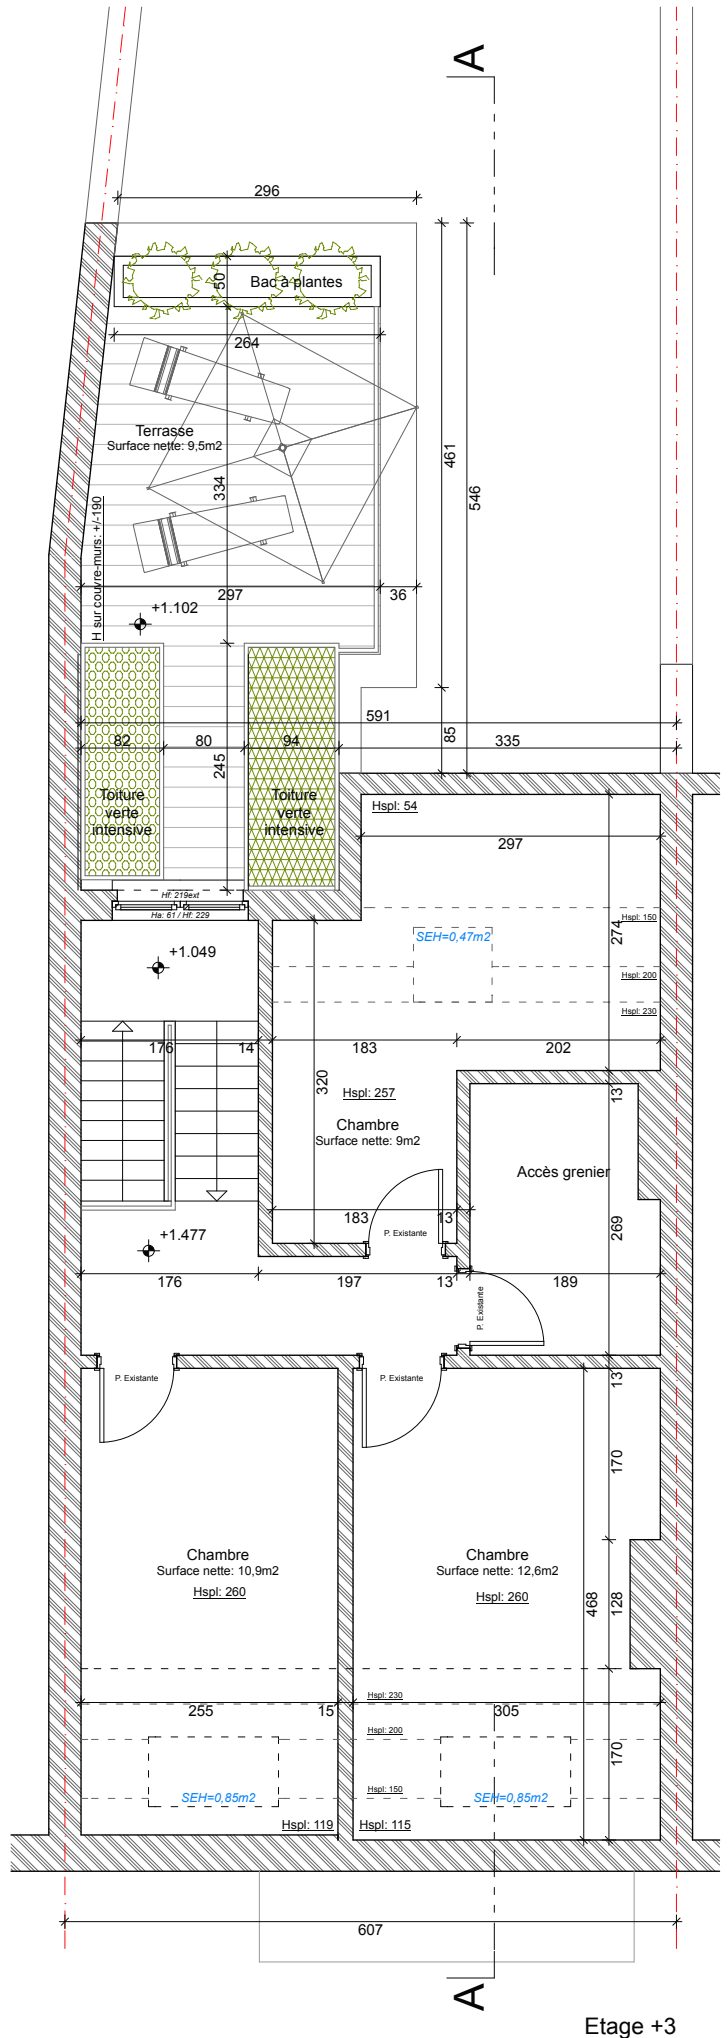 A
296
50
Bac à plantes
264
Terrasse
Surface nette: 9,5m2
461
334
546
H sur couvre-murs: +/-190
297
36
+1.102
591
82
80
94
85
335
245
Toiture
verte
intensive
Toiture
verte
intensive
Hspl: 54
297
Hf: 219ext
Ha: 61 / Hf: 229
Hspl: 150
274
SEH=0,47m2
+1.049
Hspl: 200
Hspl: 230
176
14
183
202
320
Hspl: 257
13
Chambre
Surface nette: 9m2
Accès grenier
183
13
P. Existante
+1.477
269
176
197
13
189
P. Existante
P. Existante
P. Existante
13
170
Chambre
Surface nette: 10,9m2
Hspl: 260
Chambre
Surface nette: 12,6m2
Hspl: 260
468
128
255
15
Hspl: 230
305
Hspl: 200
170
Hspl: 150
SEH=0,85m2
SEH=0,85m2
Hspl: 119
Hspl: 115
607
A
Etage +3